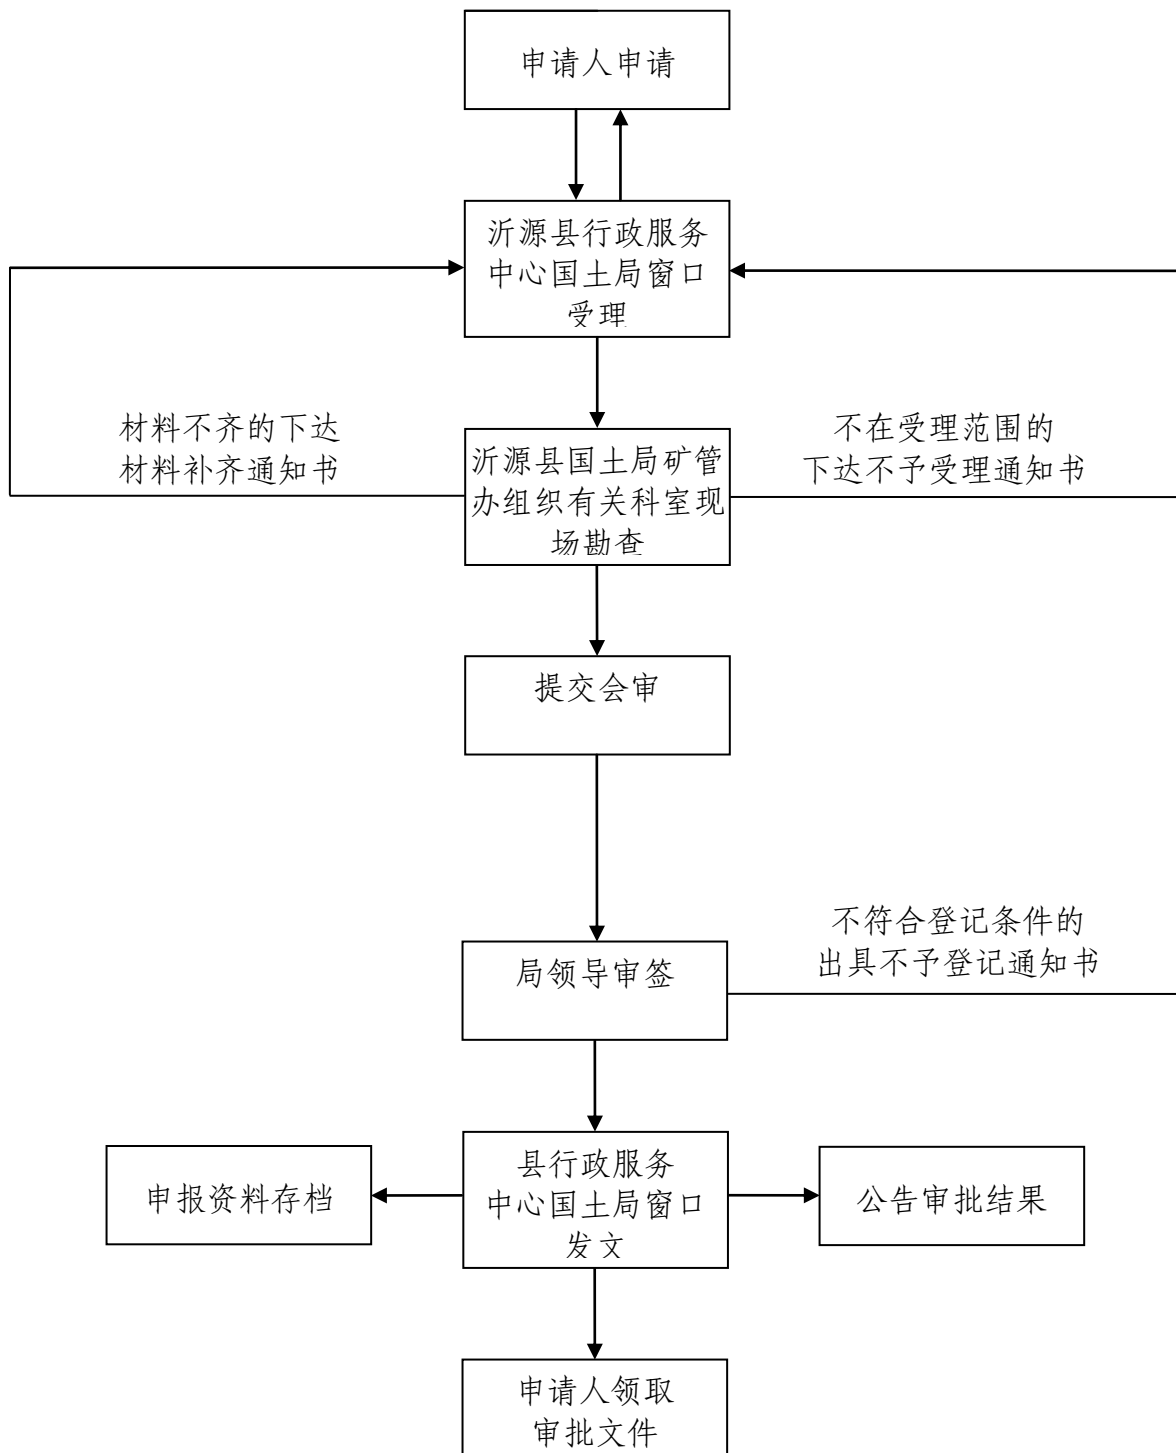 申请人申请
沂源县行政服务
中心国土局窗口
受理
材料不齐的下达
材料补齐通知书
沂源县国土局矿管
办组织有关科室现
场勘查
不在受理范围的
下达不予受理通知书
提交会审
局领导审签
不符合登记条件的
出具不予登记通知书
申报资料存档
县行政服务
中心国土局窗口
发文
公告审批结果
申请人领取
审批文件